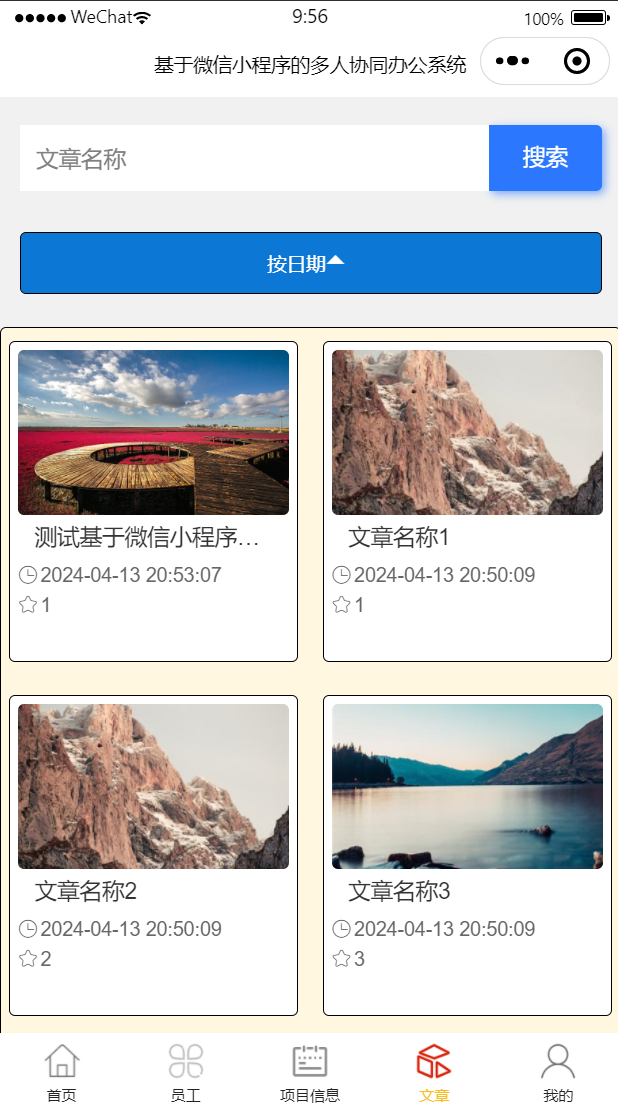 WeChat 9:56 100%
基于微信小程序的多人协同办公系统
文章名称 搜索
按日期
测试基于微信小程序… 文章名称1
2024-04-13 20:53:07 2024-04-13 20:50:09
1 1
文章名称2 文章名称3
2024-04-13 20:50:09 2024-04-13 20:50:09
2 3
首页 员工 项目信息 文章 我的